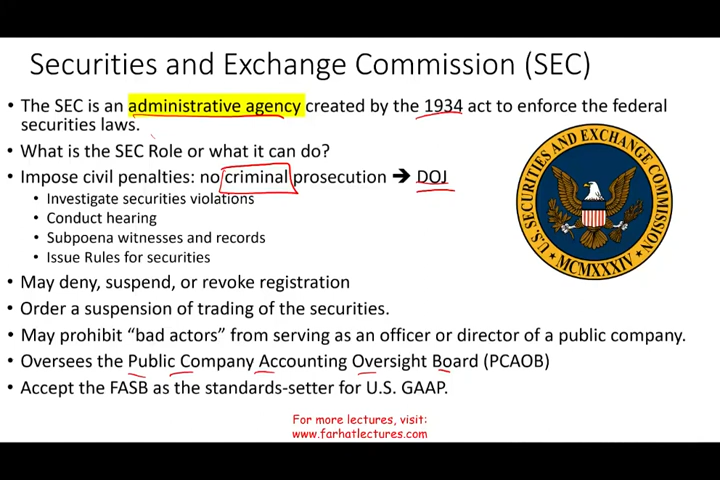 Securities and Exchange Commission (SEC)
• The SEC is an administrative agency created by the 1934 act to enforce the federal
securities laws.
• What is the SEC Role or what it can do?
• Impose civil penalties: no criminal prosecution ➔ DOJ
• Investigate securities violations
• Conduct hearing
• Subpoena witnesses and records
• Issue Rules for securities
• May deny, suspend, or revoke registration
• Order a suspension of trading of the securities.
• May prohibit “bad actors” from serving as an officer or director of a public company.
• Oversees the Public Company Accounting Oversight Board (PCAOB)
• Accept the FASB as the standards-setter for U.S. GAAP.
U.S. SECURITIES AND EXCHANGE COMMISSION
MCMXXXIV
For more lectures, visit:
www.farhatlectures.com